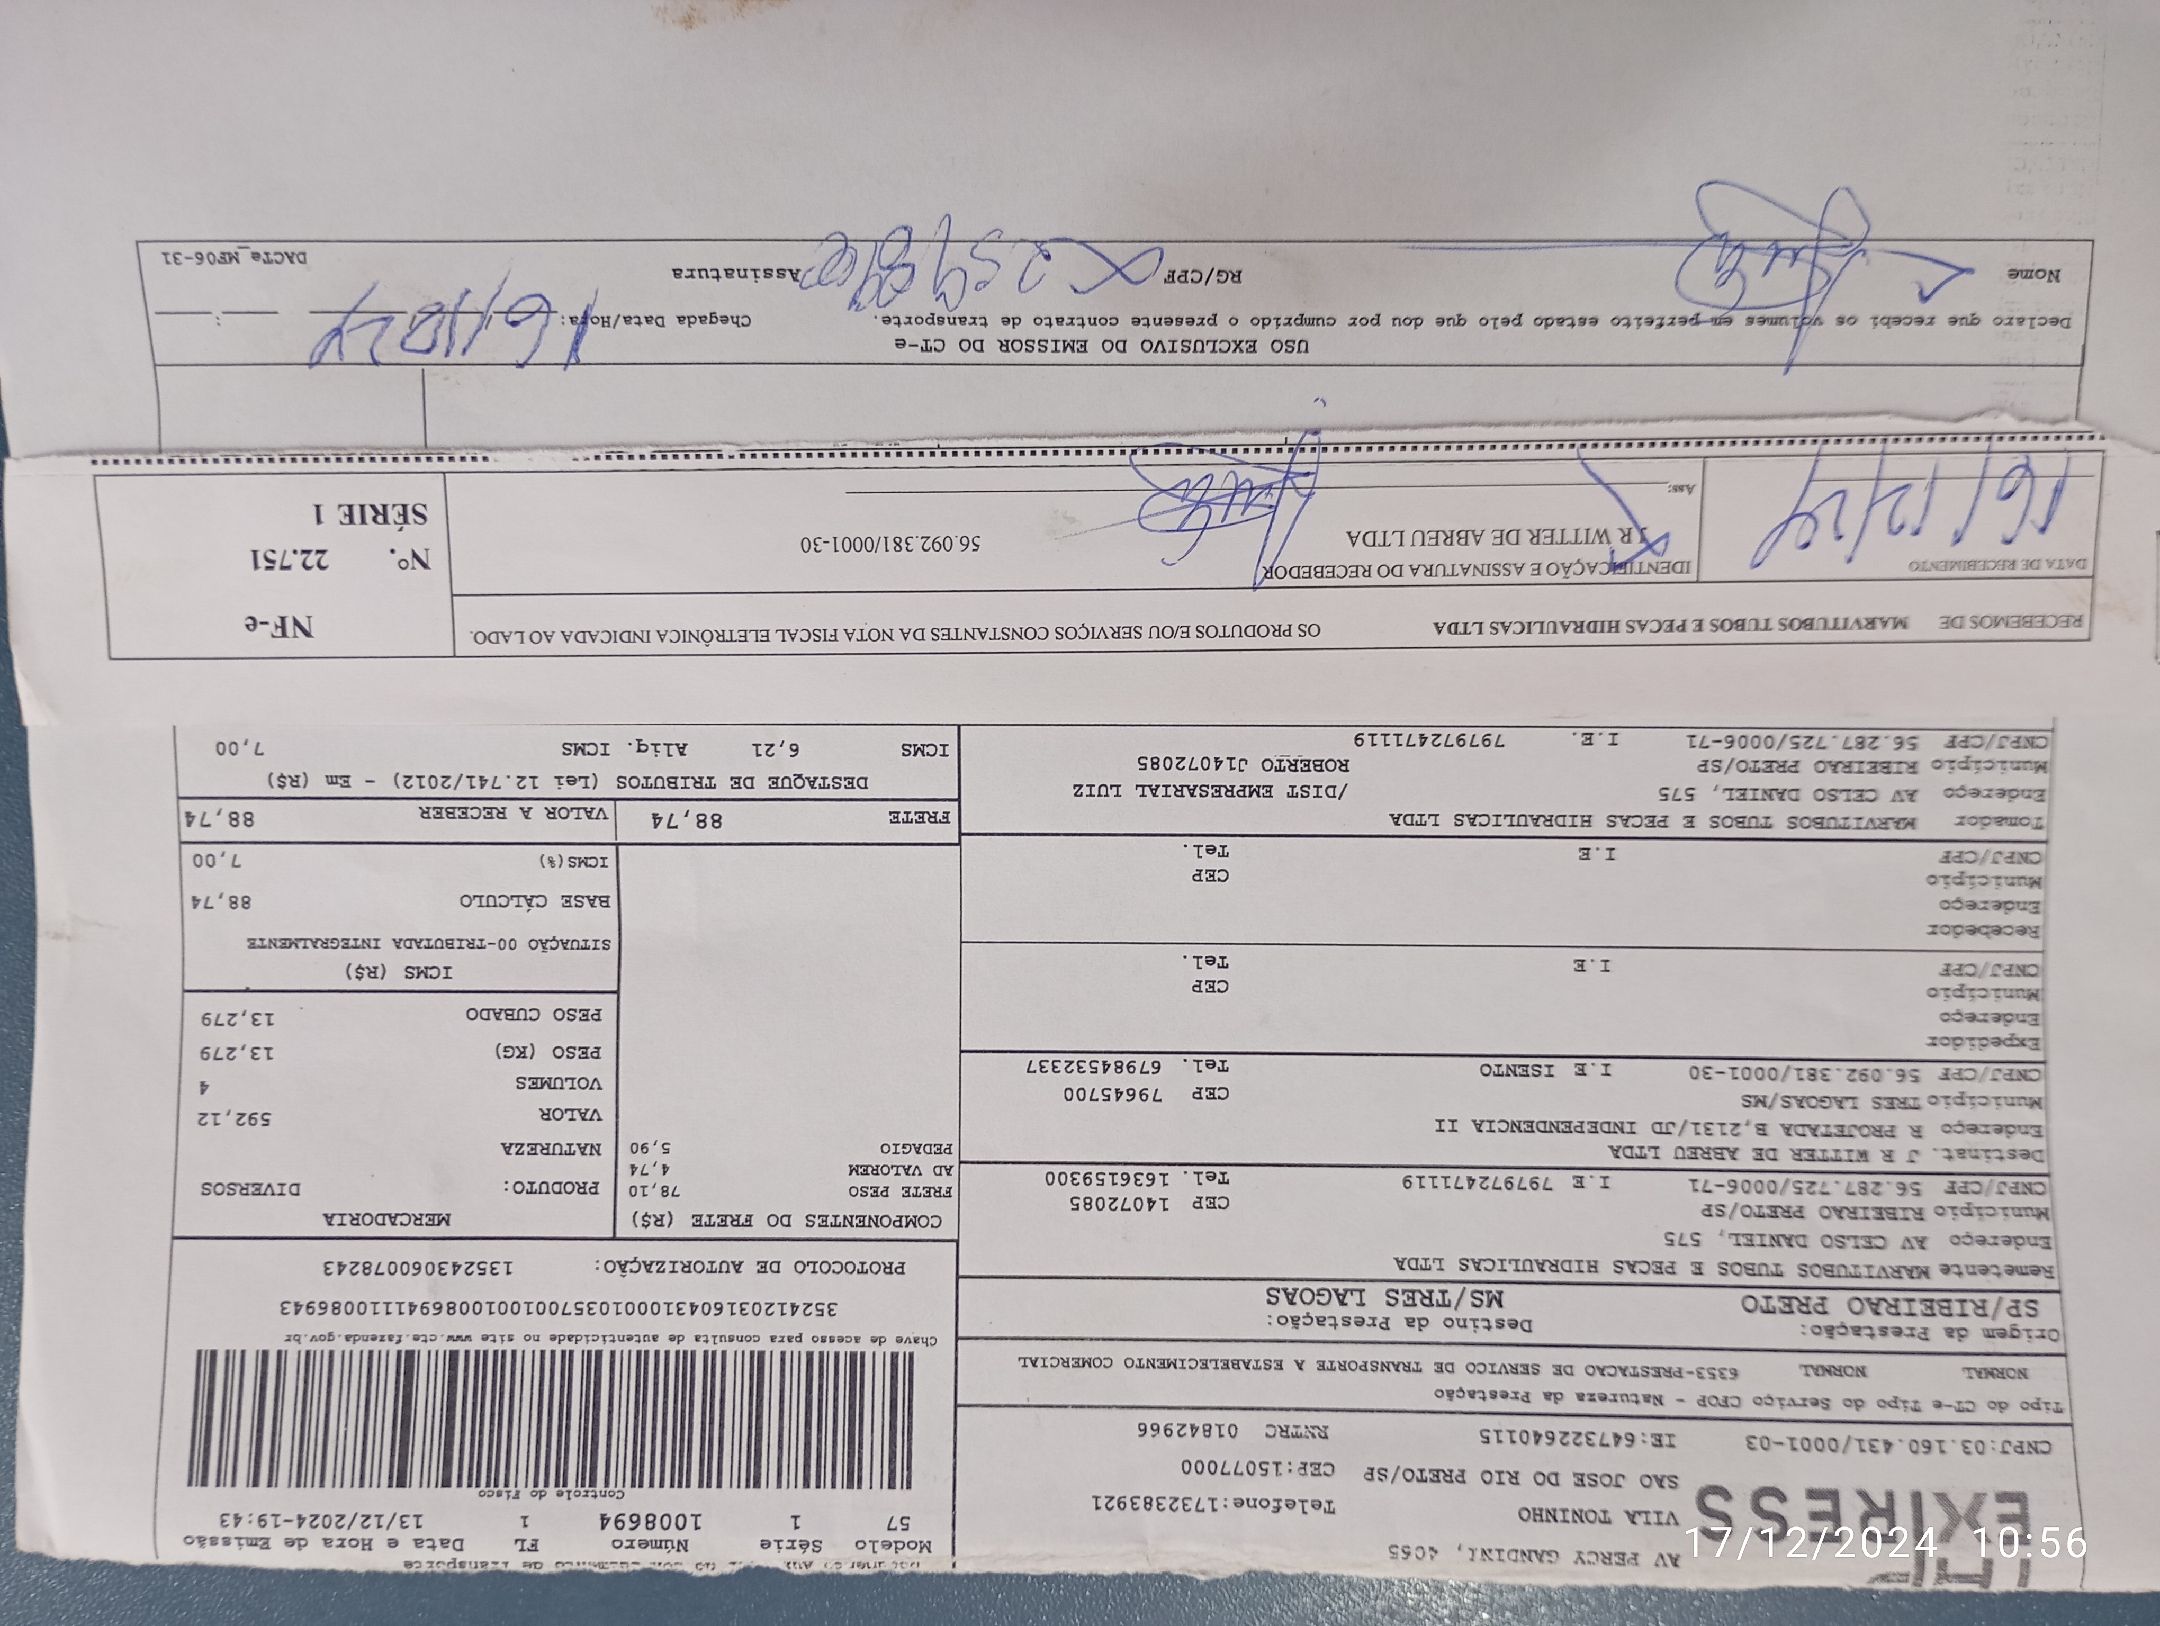 EXPRESS
AV PERCY GANDINI, 4055
VILA TONINHO Telefone:1732383921
SAO JOSE DO RIO PRETO/SP CEP:15077000
CNPJ:03.160.431/0001-03 IE:647322640115 RNTRC 01842966
Tipo do CT-e Tipo do Serviço CFOP - Natureza da Prestação
NORMAL NORMAL 6353-PRESTACAO DE SERVICO DE TRANSPORTE A ESTABELECIMENTO COMERCIAL
Origem da Prestação: Destino da Prestação:
SP/RIBEIRAO PRETO MS/TRES LAGOAS
Remetente MARVITUBOS TUBOS E PECAS HIDRAULICAS LTDA
Endereço AV CELSO DANIEL, 575
Município RIBEIRAO PRETO/SP CEP 14072085
CNPJ/CPF 56.287.725/0006-71 I.E 797972471119 Tel. 1636159300
Destinat. J R WITTER DE ABREU LTDA
Endereço R PROJETADA B,2131/JD INDEPENDENCIA II
Município TRES LAGOAS/MS CEP 79645700
CNPJ/CPF 56.092.381/0001-30 I.E ISENTO Tel. 67984532337
Expedidor
Endereço
Município CEP
CNPJ/CPF I.E Tel.
Recebedor
Endereço
Município CEP
CNPJ/CPF I.E Tel.
Tomador MARVITUBOS TUBOS E PECAS HIDRAULICAS LTDA
Endereço AV CELSO DANIEL, 575 /DIST EMPRESARIAL LUIZ
Município RIBEIRAO PRETO/SP ROBERTO J14072085
CNPJ/CPF 56.287.725/0006-71 I.E. 797972471119
Modelo Série Número FL Data e Hora de Emissão
57 1 1008694 1 13/12/2024-19:43
Controle do Fisco
Chave de acesso para consulta de autenticidade no site www.cte.fazenda.gov.br
35241203160431000103570010010086941110086943
PROTOCOLO DE AUTORIZAÇÃO: 135243060078243
COMPONENTES DO FRETE (R$)
FRETE PESO 78,10
AD VALOREM 4,74
PEDAGIO 5,90
MERCADORIA
PRODUTO: DIVERSOS
NATUREZA
VALOR 592,12
VOLUMES 4
PESO (KG) 13,279
PESO CUBADO 13,279
ICMS (R$)
SITUAÇÃO 00-TRIBUTADA INTEGRALMENTE
BASE CÁLCULO 88,74
ICMS(%) 7,00
FRETE 88,74 VALOR A RECEBER 88,74
DESTAQUE DE TRIBUTOS (Lei 12.741/2012) - Em (R$)
ICMS 6,21 Aliq. ICMS 7,00
RECEBEMOS DE MARVITUBOS TUBOS E PECAS HIDRAULICAS LTDA OS PRODUTOS E/OU SERVIÇOS CONSTANTES DA NOTA FISCAL ELETRÔNICA INDICADA AO LADO.
DATA DE RECEBIMENTO
16/12/24
IDENTIFICAÇÃO E ASSINATURA DO RECEBEDOR
J R WITTER DE ABREU LTDA 56.092.381/0001-30
Ass:
NF-e
Nº. 22.751
SÉRIE 1
USO EXCLUSIVO DO EMISSOR DO CT-e
Declaro que recebi os volumes em perfeito estado pelo que dou por cumprido o presente contrato de transporte. Chegada Data/Hora:
Nome RG/CPF Assinatura
DACTe_MF06-31
17/12/2024 10:56